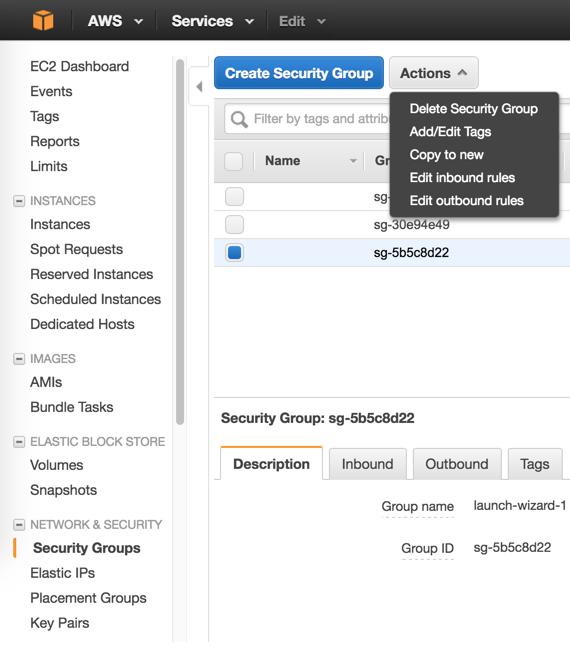 AWS Services Edit
EC2 Dashboard
Events
Tags
Reports
Limits
INSTANCES
Instances
Spot Requests
Reserved Instances
Scheduled Instances
Dedicated Hosts
IMAGES
AMIs
Bundle Tasks
ELASTIC BLOCK STORE
Volumes
Snapshots
NETWORK & SECURITY
Security Groups
Elastic IPs
Placement Groups
Key Pairs
Create Security Group Actions
Delete Security Group
Add/Edit Tags
Copy to new
Edit inbound rules
Edit outbound rules
Filter by tags and
Name
sg-30e94e49
sg-5b5c8d22
Security Group: sg-5b5c8d22
Description Inbound Outbound Tags
Group name launch-wizard-1
Group ID sg-5b5c8d22